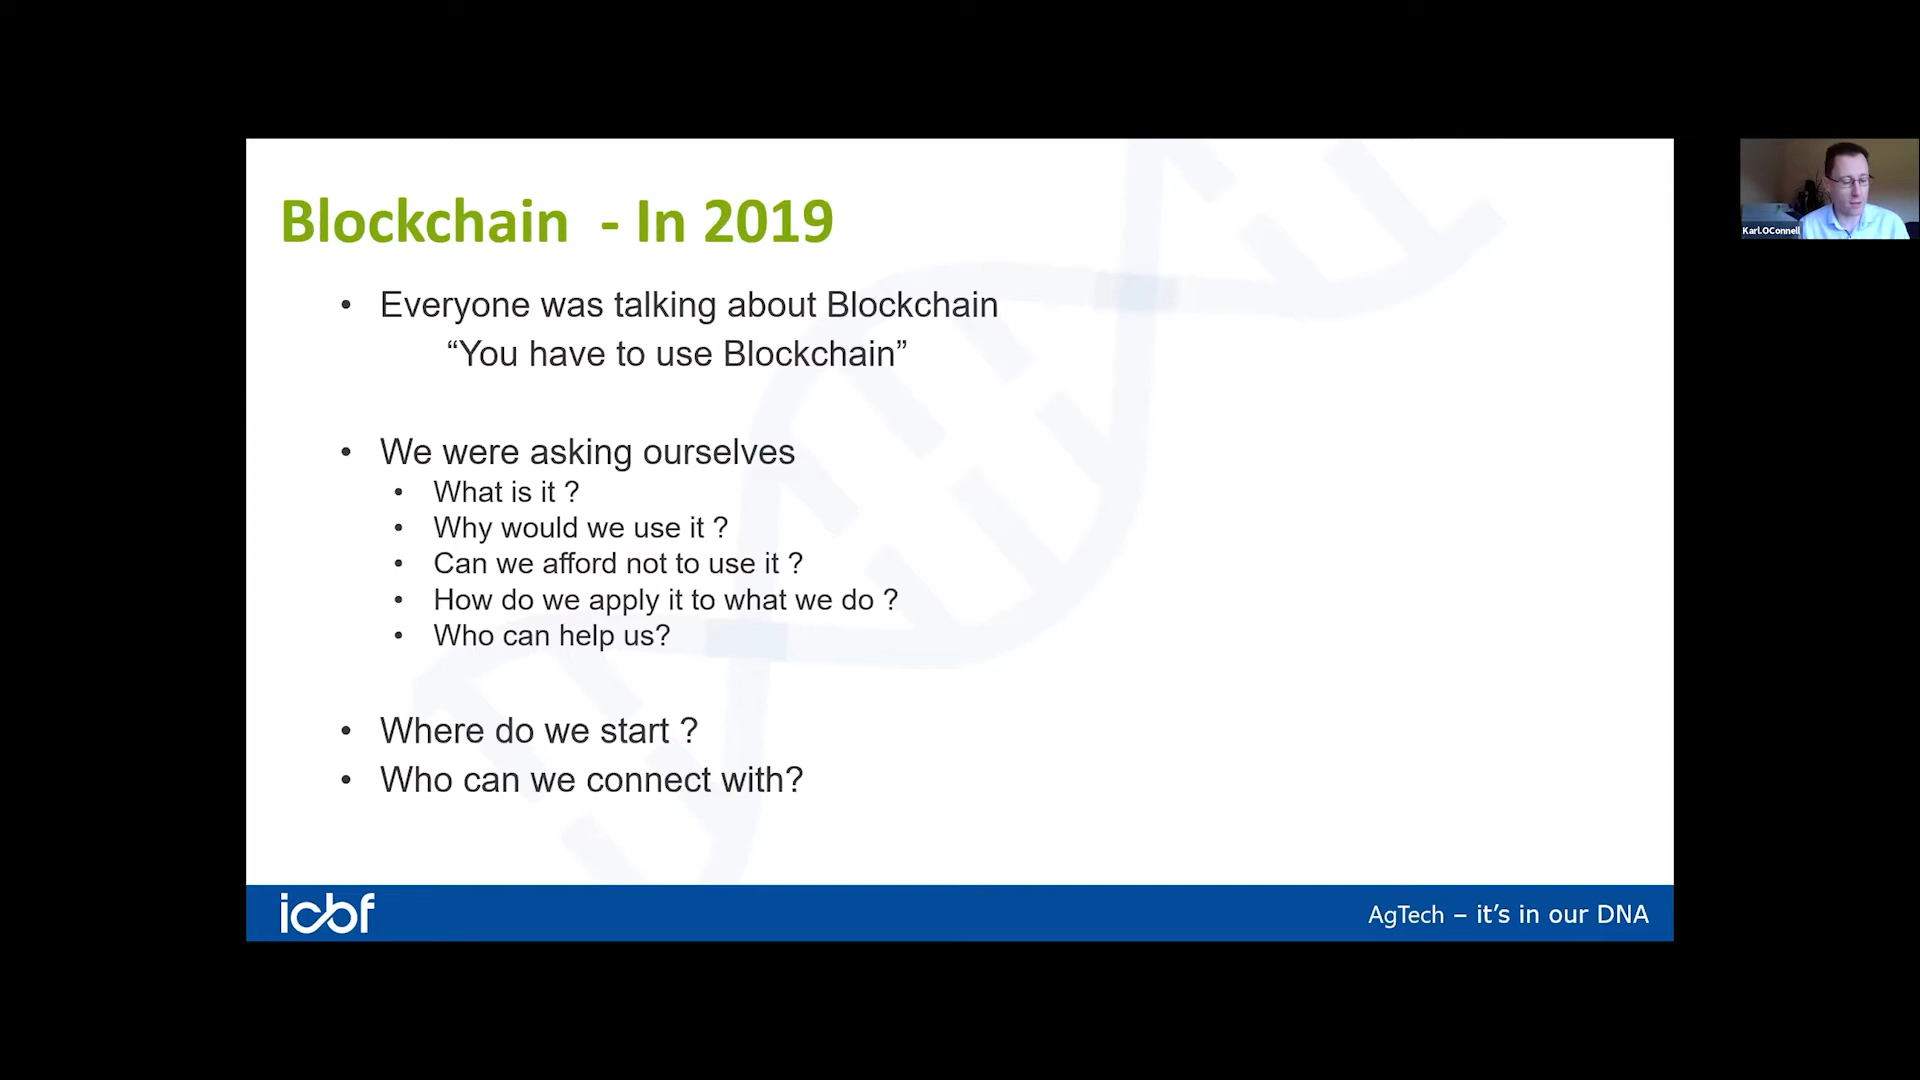 Blockchain - In 2019
• Everyone was talking about Blockchain
“You have to use Blockchain”
• We were asking ourselves
• What is it ?
• Why would we use it ?
• Can we afford not to use it ?
• How do we apply it to what we do ?
• Who can help us?
• Where do we start ?
• Who can we connect with?
icbf
AgTech – it’s in our DNA
Karl.OConnell